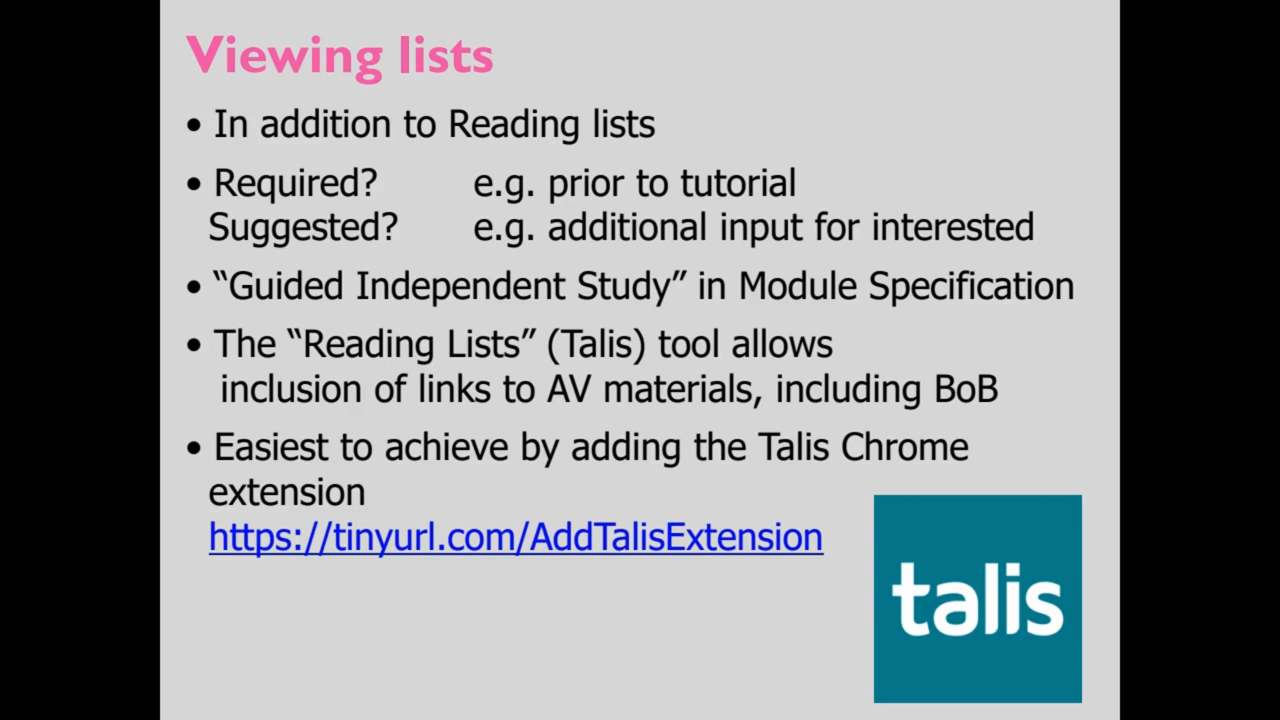 Viewing lists
• In addition to Reading lists
• Required? e.g. prior to tutorial
Suggested? e.g. additional input for interested
• “Guided Independent Study” in Module Specification
• The “Reading Lists” (Talis) tool allows
inclusion of links to AV materials, including BoB
• Easiest to achieve by adding the Talis Chrome
extension
https://tinyurl.com/AddTalisExtension
talis